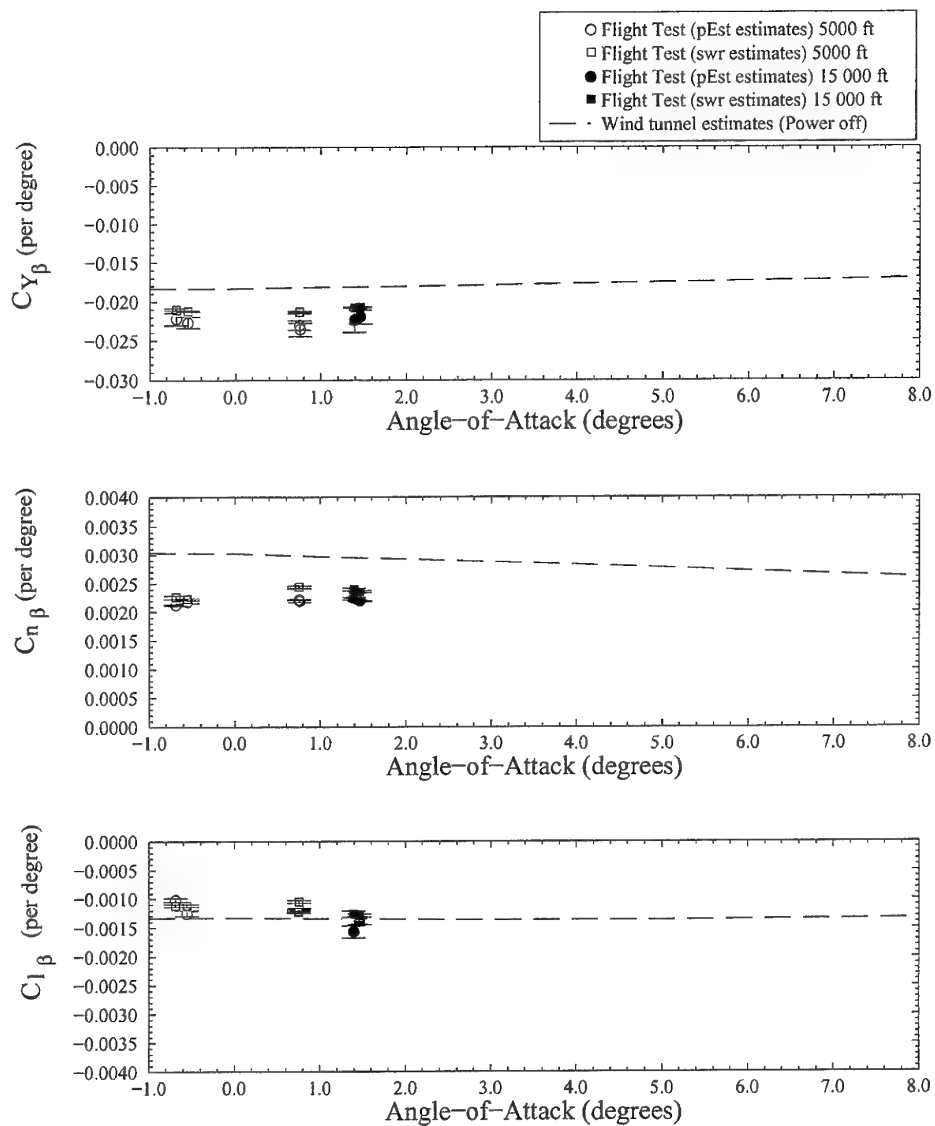 Flight Test (pEst estimates) 5000 ft
Flight Test (swr estimates) 5000 ft
Flight Test (pEst estimates) 15 000 ft
Flight Test (swr estimates) 15 000 ft
Wind tunnel estimates (Power off)
C_Yβ (per degree)
0.000
−0.005
−0.010
−0.015
−0.020
−0.025
−0.030
−1.0 0.0 1.0 2.0 3.0 4.0 5.0 6.0 7.0 8.0
Angle−of−Attack (degrees)
C_n β (per degree)
0.0040
0.0035
0.0030
0.0025
0.0020
0.0015
0.0010
0.0005
0.0000
−1.0 0.0 1.0 2.0 3.0 4.0 5.0 6.0 7.0 8.0
Angle−of−Attack (degrees)
C_l β (per degree)
0.0000
−0.0005
−0.0010
−0.0015
−0.0020
−0.0025
−0.0030
−0.0035
−0.0040
−1.0 0.0 1.0 2.0 3.0 4.0 5.0 6.0 7.0 8.0
Angle−of−Attack (degrees)